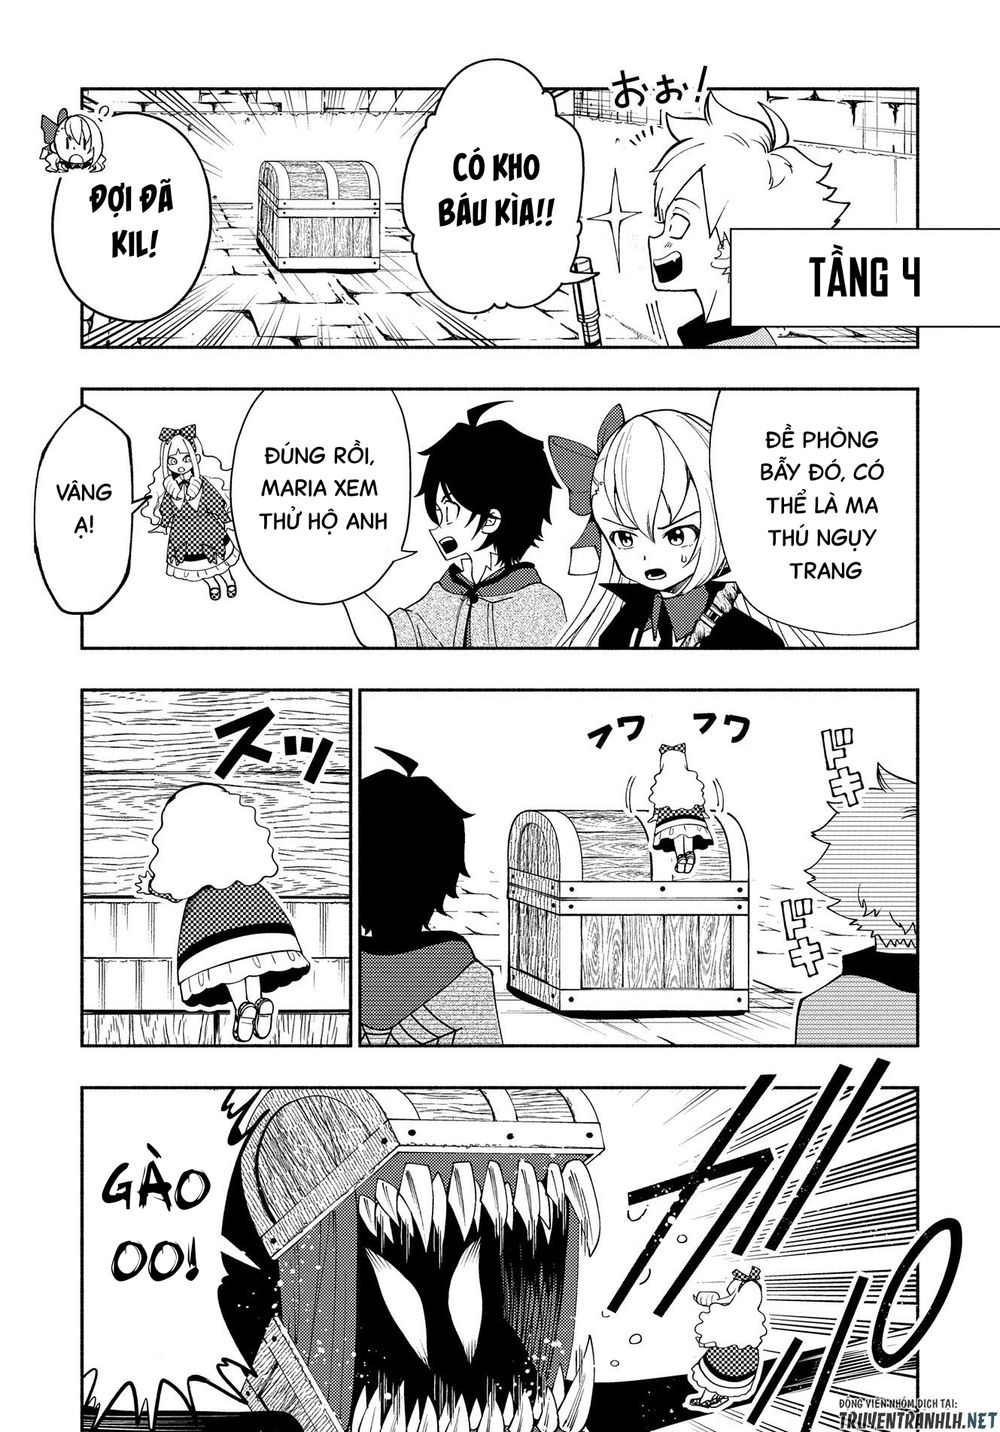 おぉ!
TẦNG 4
CÓ KHO
BÁU KÌA!!
ĐỢI ĐÃ
KIL!
ĐỀ PHÒNG
BẪY ĐÓ, CÓ
THỂ LÀ MA
THÚ NGỤY
TRANG
ĐÚNG RỒI,
MARIA XEM
THỬ HỘ ANH
VÂNG
Ạ!
フワ フワ
ドキ
ドキ
スッ
GÀO
OO!
ĐỘNG VIÊN NHÓM DỊCH TẠI:
TRUYENTRANHLH.NET